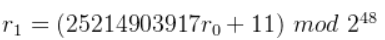 r₁ = (25214903917r₀ + 11) mod 2⁴⁸